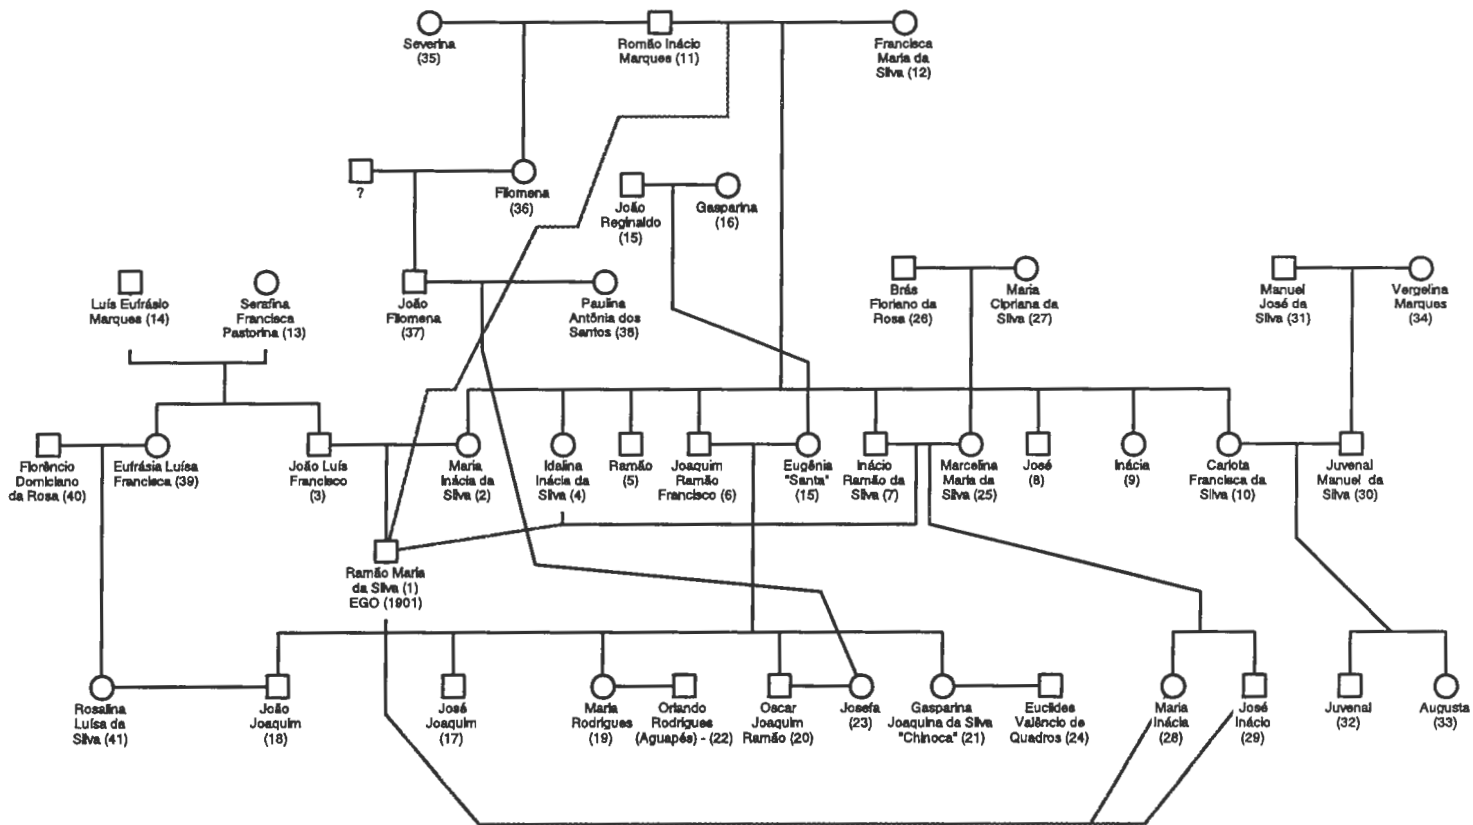 Severina
(35)
Romão Inácio
Marques (11)
Francisca
Maria da
Silva (12)
?
Filomena
(36)
João
Reginaldo
(15)
Gasparina
(16)
Luís Eufrásio
Marques (14)
Serafina
Francisca
Pastorina (13)
João
Filomena
(37)
Paulina
Antônia dos
Santos (38)
Brás
Floriano da
Rosa (26)
Maria
Cipriana da
Silva (27)
Manuel
José da
Silva (31)
Vergelina
Marques
(34)
Florêncio
Domiciano
da Rosa (40)
Eufrásia Luísa
Francisca (39)
João Luís
Francisco
(3)
Maria
Inácia da
Silva (2)
Idalina
Inácia da
Silva (4)
Ramão
(5)
Joaquim
Ramão
Francisco (6)
Eugênia
"Santa"
(15)
Inácio
Ramão da
Silva (7)
Marcelina
Maria da
Silva (25)
José
(8)
Inácia
(9)
Carlota
Francisca da
Silva (10)
Juvenal
Manuel da
Silva (30)
Ramão Maria
da Silva (1)
EGO (1901)
Rosalina
Luísa da
Silva (41)
João
Joaquim
(18)
José
Joaquim
(17)
Maria
Rodrigues
(19)
Orlando
Rodrigues
(Aguapés) - (22)
Oscar
Joaquim
Ramão (20)
Josefa
(23)
Gasparina
Joaquina da Silva
"Chinoca" (21)
Euclides
Valêncio de
Quadros (24)
Maria
Inácia
(28)
José
Inácio
(29)
Juvenal
(32)
Augusta
(33)